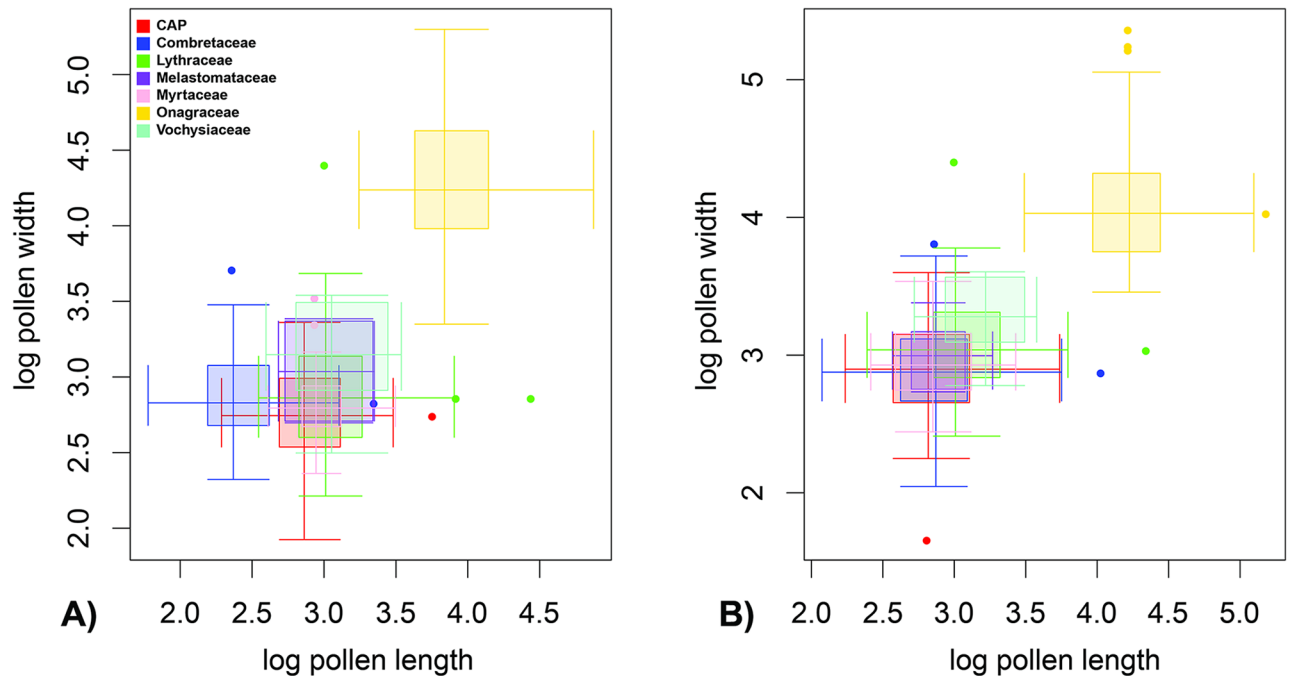 CAP
Combretaceae
Lythraceae
Melastomataceae
Myrtaceae
Onagraceae
Vochysiaceae
log pollen width
5.0
4.5
4.0
3.5
3.0
2.5
2.0
2.0 2.5 3.0 3.5 4.0 4.5
A)
log pollen length
log pollen width
5
4
3
2
2.0 2.5 3.0 3.5 4.0 4.5 5.0
B)
log pollen length